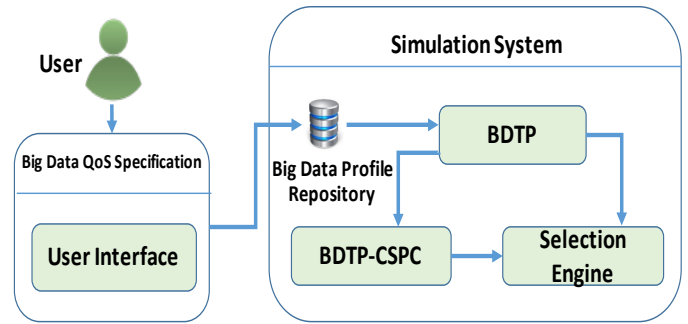 User
Big Data QoS Specification
User Interface
Simulation System
Big Data Profile
Repository
BDTP
BDTP-CSPC
Selection
Engine